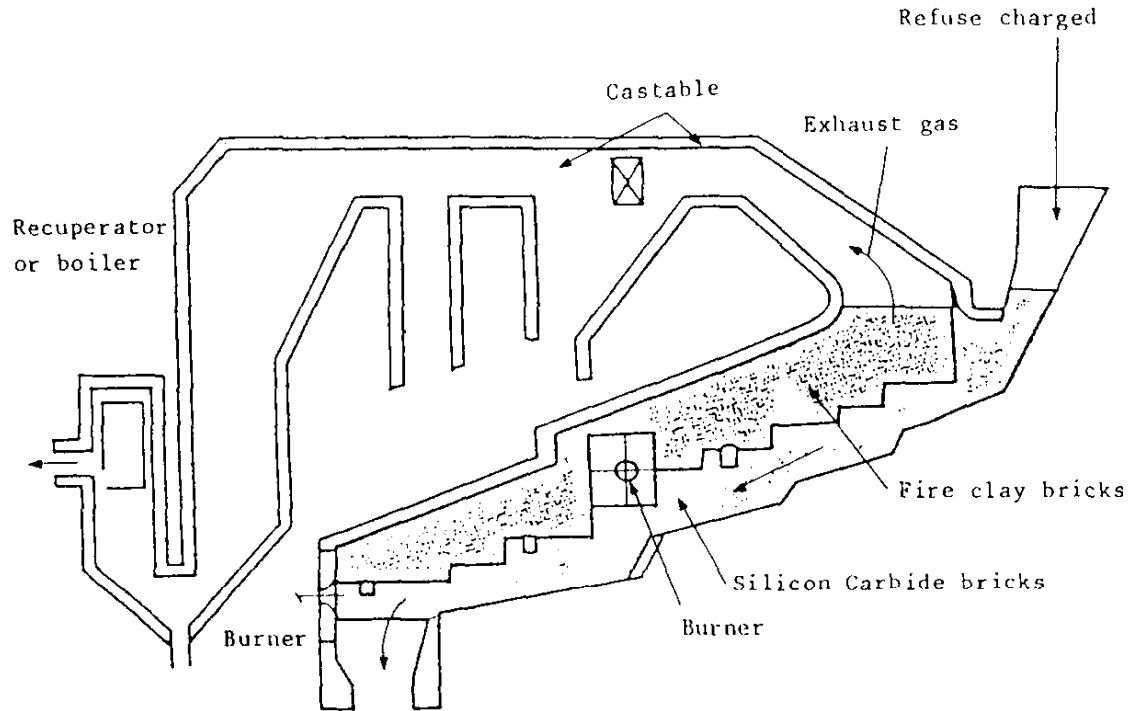 Refuse charged
Castable
Exhaust gas
Recuperator
or boiler
Fire clay bricks
Silicon Carbide bricks
Burner
Burner